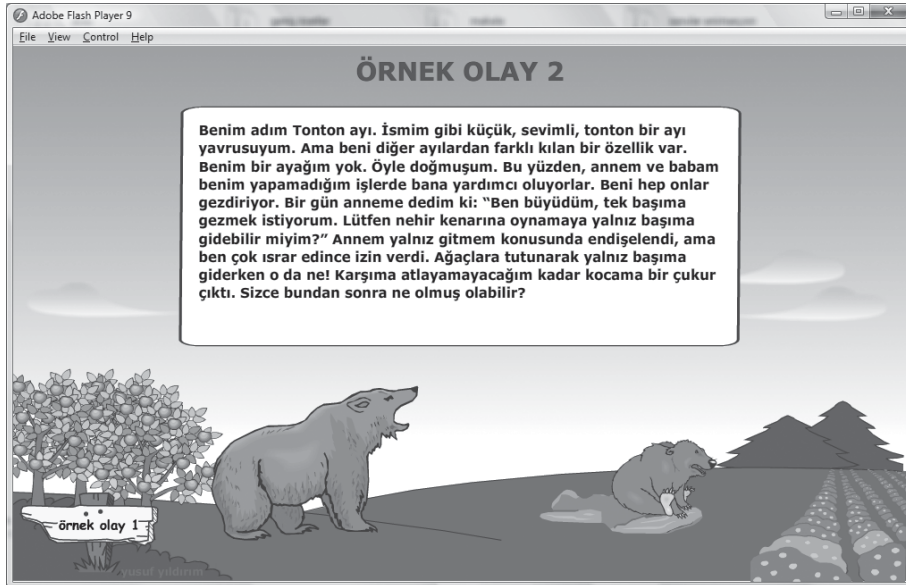 Adobe Flash Player 9
File View Control Help
ÖRNEK OLAY 2
Benim adım Tonton ayı. İsmim gibi küçük, sevimli, tonton bir ayı
yavrusuyum. Ama beni diğer ayılardan farklı kılan bir özellik var.
Benim bir ayağım yok. Öyle doğmuşum. Bu yüzden, annem ve babam
benim yapamadığım işlerde bana yardımcı oluyorlar. Beni hep onlar
gezdiriyor. Bir gün anneme dedim ki: “Ben büyüdüm, tek başıma
gezmek istiyorum. Lütfen nehir kenarına oynamaya yalnız başıma
gidebilir miyim?” Annem yalnız gitmem konusunda endişelendi, ama
ben çok ısrar edince izin verdi. Ağaçlara tutunarak yalnız başıma
giderken o da ne! Karşıma atlayamayacağım kadar kocama bir çukur
çıktı. Sizce bundan sonra ne olmuş olabilir?
örnek olay 1
yusuf yıldırım